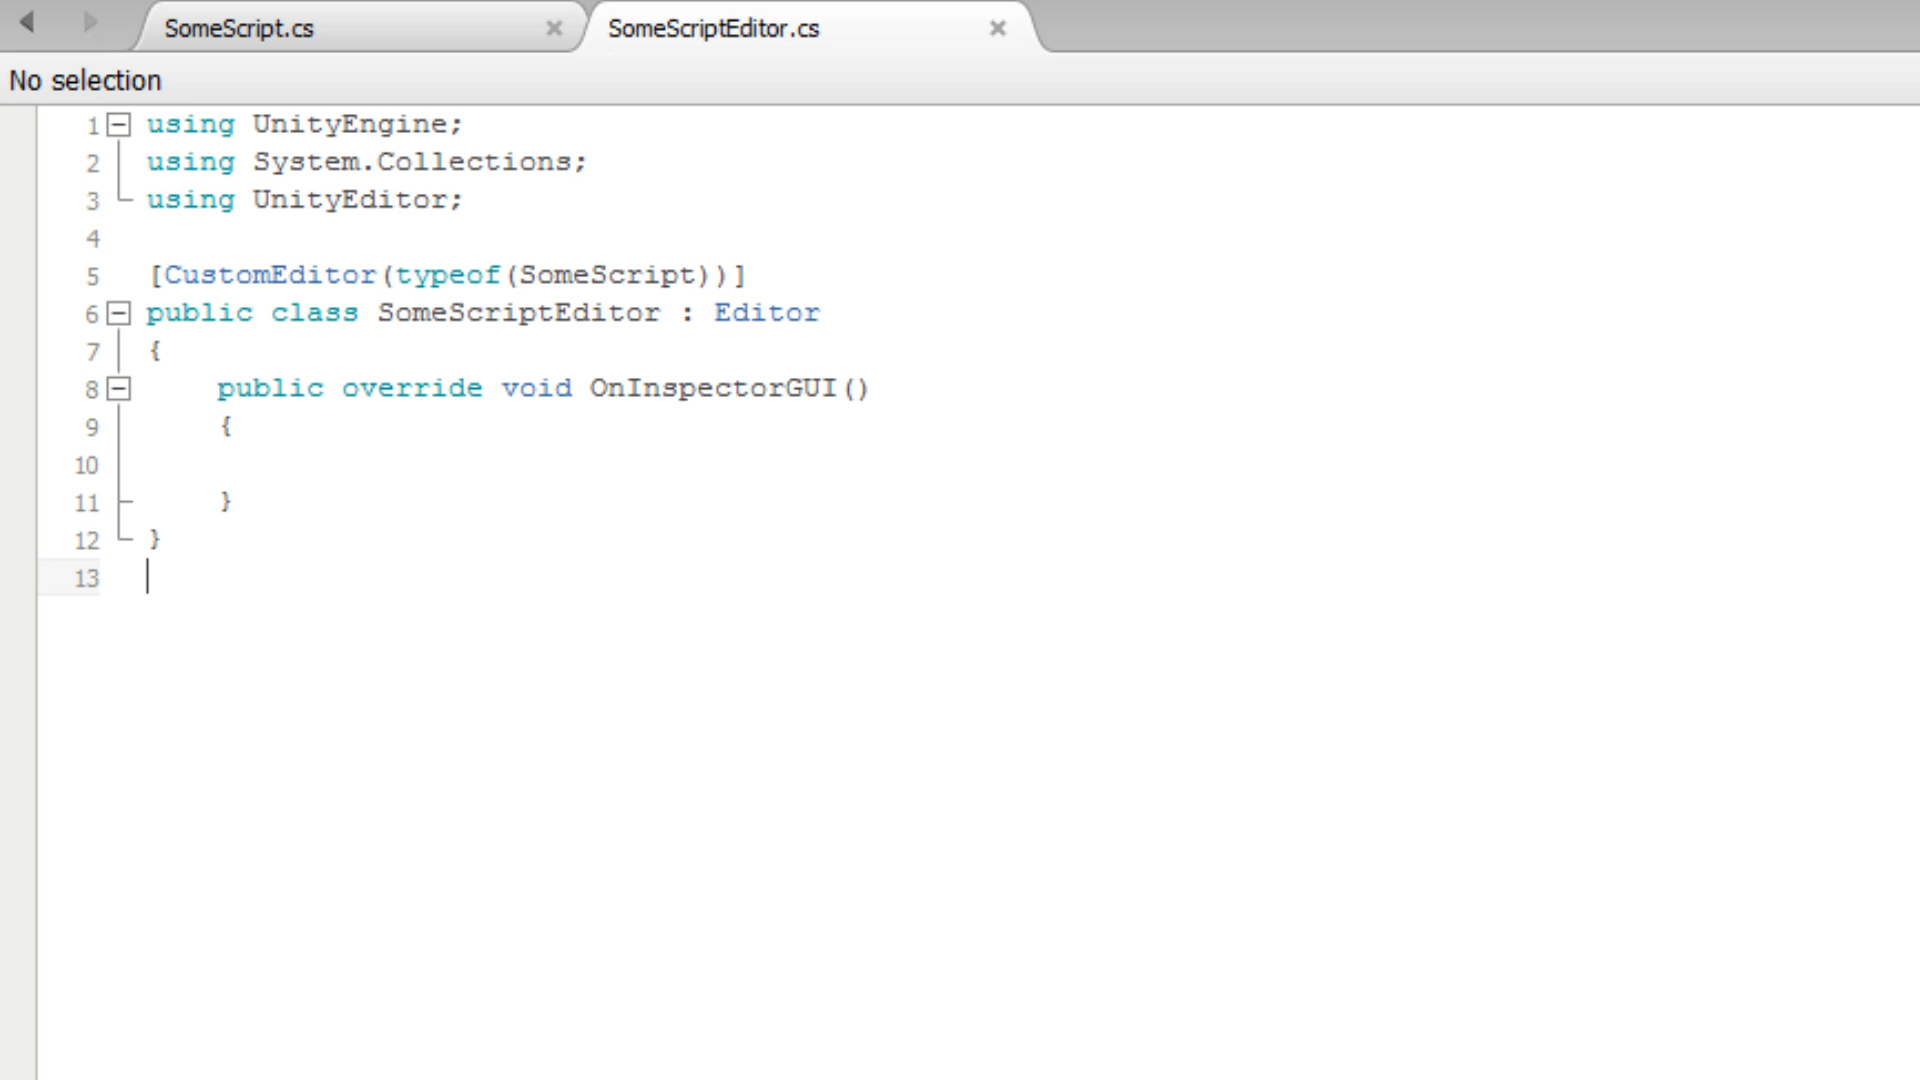 SomeScript.cs
SomeScriptEditor.cs
No selection
1 using UnityEngine;
2 using System.Collections;
3 using UnityEditor;
4
5 [CustomEditor(typeof(SomeScript))]
6 public class SomeScriptEditor : Editor
7 {
8     public override void OnInspectorGUI()
9     {
10
11     }
12 }
13